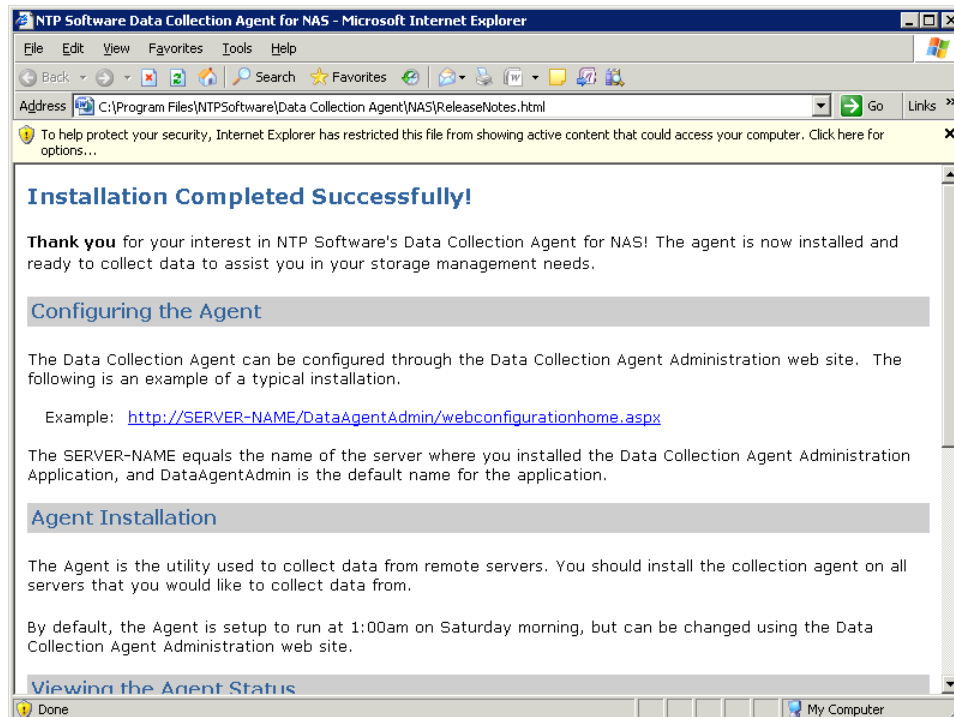 NTP Software Data Collection Agent for NAS - Microsoft Internet Explorer
File Edit View Favorites Tools Help
Back Search Favorites
Address C:\Program Files\NTPSoftware\Data Collection Agent\NAS\ReleaseNotes.html Go Links »
To help protect your security, Internet Explorer has restricted this file from showing active content that could access your computer. Click here for
options...
Installation Completed Successfully!
Thank you for your interest in NTP Software's Data Collection Agent for NAS! The agent is now installed and
ready to collect data to assist you in your storage management needs.
Configuring the Agent
The Data Collection Agent can be configured through the Data Collection Agent Administration web site. The
following is an example of a typical installation.
Example: http://SERVER-NAME/DataAgentAdmin/webconfigurationhome.aspx
The SERVER-NAME equals the name of the server where you installed the Data Collection Agent Administration
Application, and DataAgentAdmin is the default name for the application.
Agent Installation
The Agent is the utility used to collect data from remote servers. You should install the collection agent on all
servers that you would like to collect data from.
By default, the Agent is setup to run at 1:00am on Saturday morning, but can be changed using the Data
Collection Agent Administration web site.
Viewing the Agent Status
Done My Computer